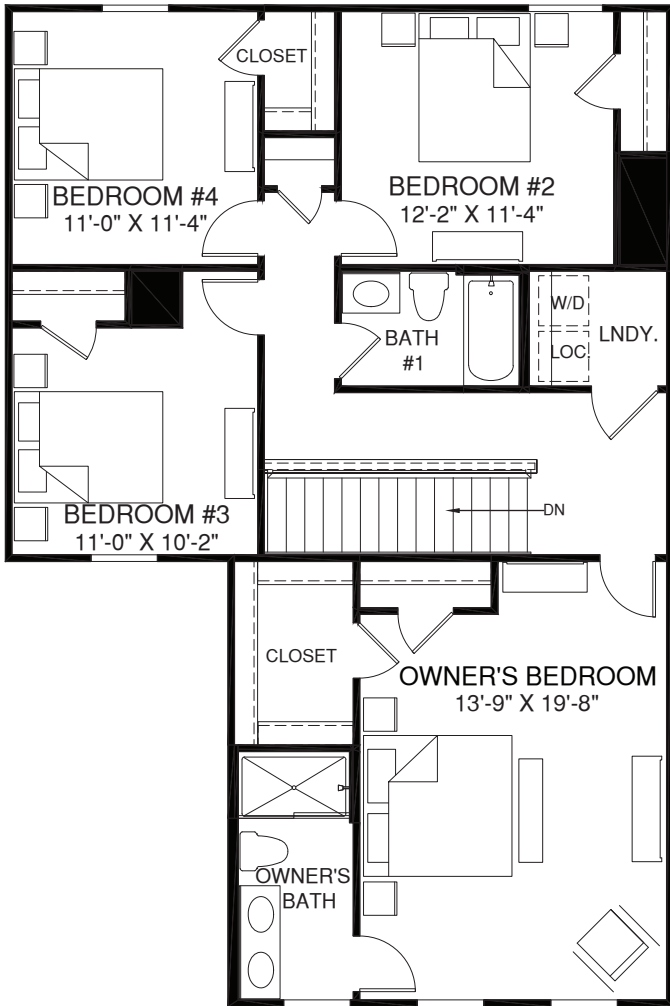 CLOSET
BEDROOM #4
11'-0" X 11'-4"
BEDROOM #2
12'-2" X 11'-4"
BATH
#1
W/D
LOC.
LNDY.
BEDROOM #3
11'-0" X 10'-2"
DN
CLOSET
OWNER'S BEDROOM
13'-9" X 19'-8"
OWNER'S
BATH